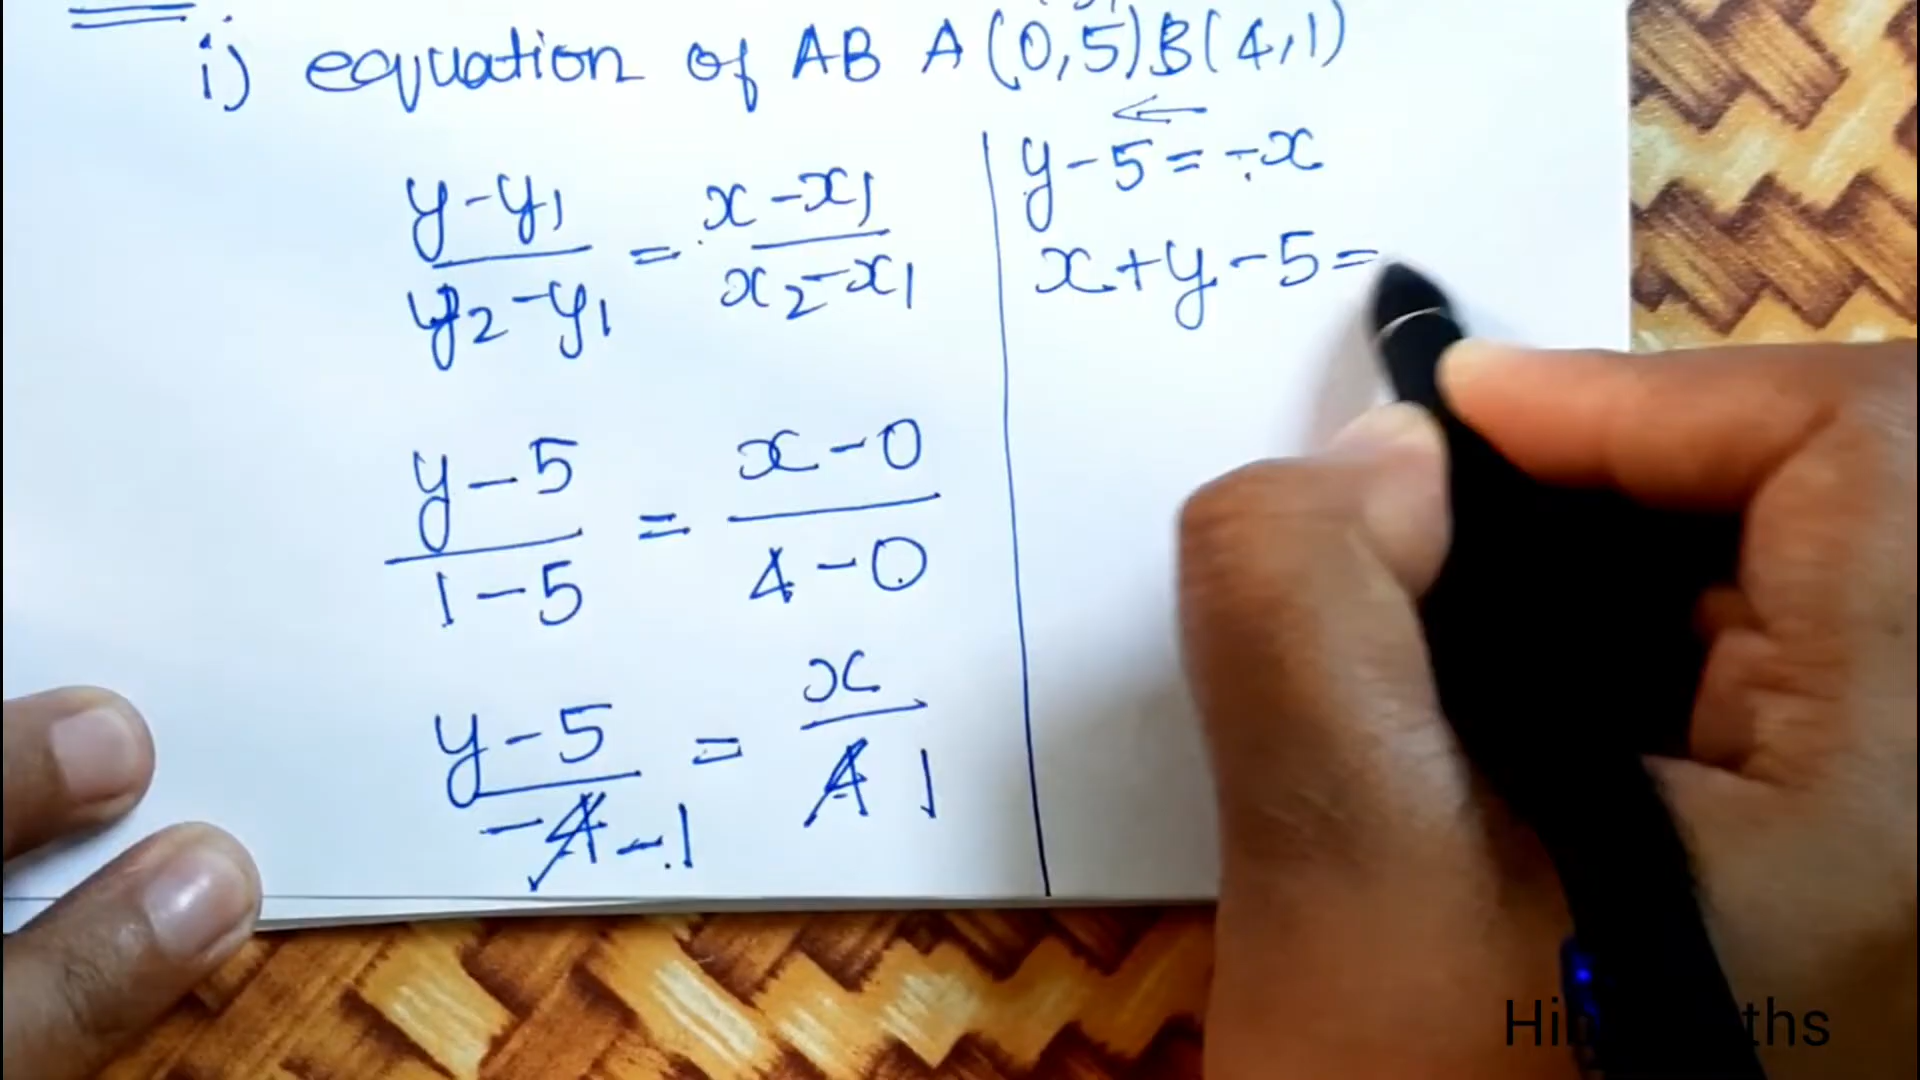 i) equation of AB A(0,5) B(4,1)
y-y1 / y2-y1 = x-x1 / x2-x1
y-5 / 1-5 = x-0 / 4-0
y-5 / -4 -1 = x / 4 1
y-5 = -x
x+y-5=